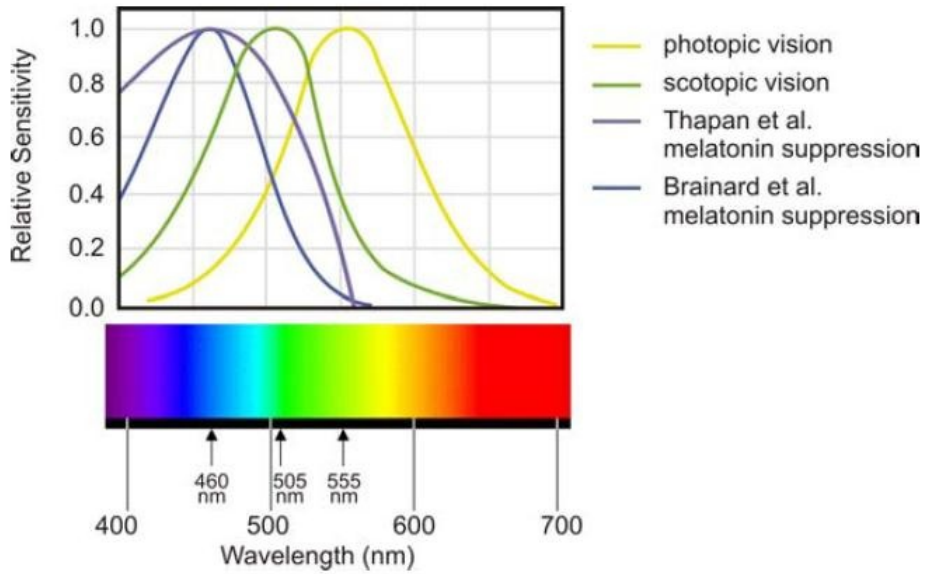 Relative Sensitivity
1.0
0.8
0.6
0.4
0.2
0.0
photopic vision
scotopic vision
Thapan et al.
melatonin suppression
Brainard et al.
melatonin suppression
460
nm
505
nm
555
nm
400 500 600 700
Wavelength (nm)